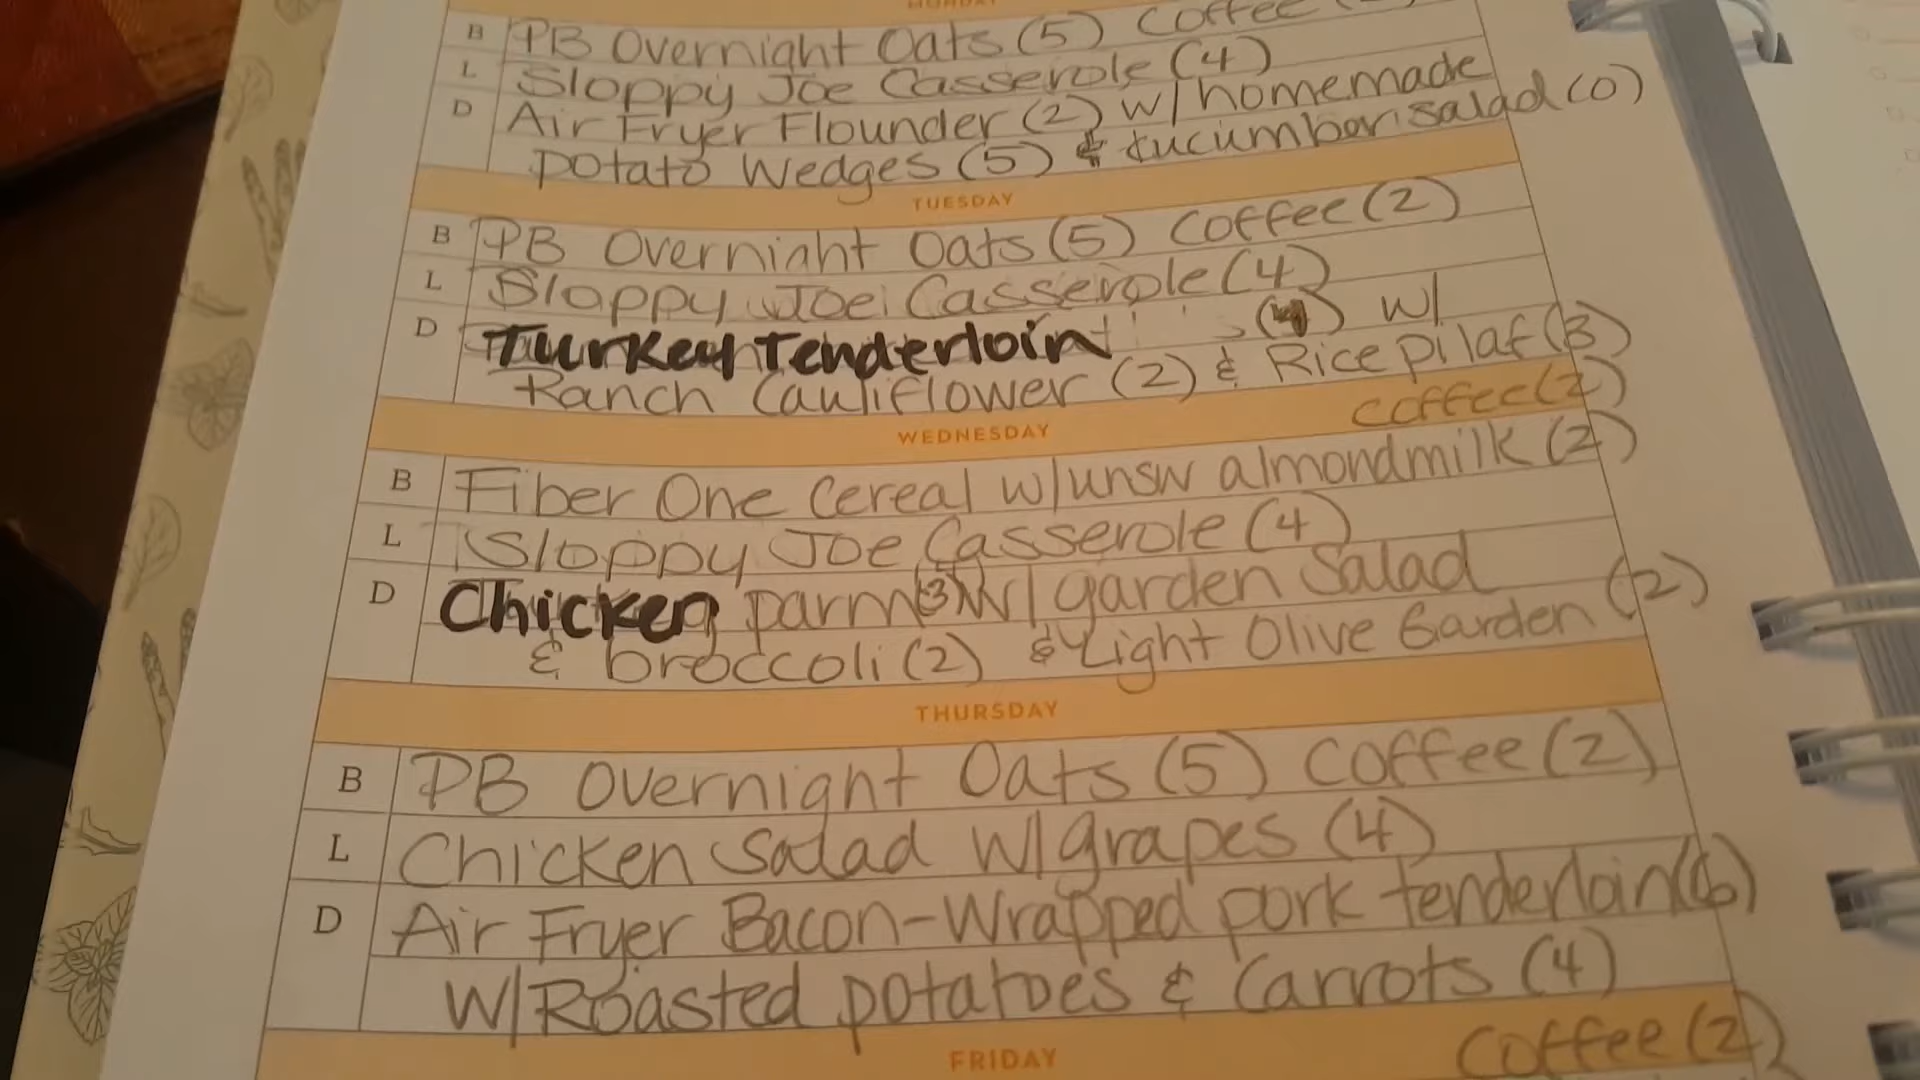 MONDAY
B PB Overnight Oats (5) Coffee
L Sloppy Joe Casserole (4)
D Air Fryer Flounder (2) w/homemade
potato Wedges (5) & tucumbar salad (0)
TUESDAY
B PB Overnight Oats (5) Coffee (2)
L Sloppy Joe Casserole (4)
D Turkey Tenderloin (4) w/
Ranch Cauliflower (2) & Rice pilaf (3)
Coffee (2)
WEDNESDAY
B Fiber One Cereal w/unsw almondmilk (2)
L Sloppy Joe Casserole (4)
D Chicken parm (3) w/garden Salad
& broccoli (2) & Light Olive Garden (2)
THURSDAY
B PB Overnight Oats (5) Coffee (2)
L Chicken Salad w/grapes (4)
D Air Fryer Bacon-Wrapped pork tenderloin (6)
W/Roasted potatoes & Carrots (4)
Coffee (2)
FRIDAY